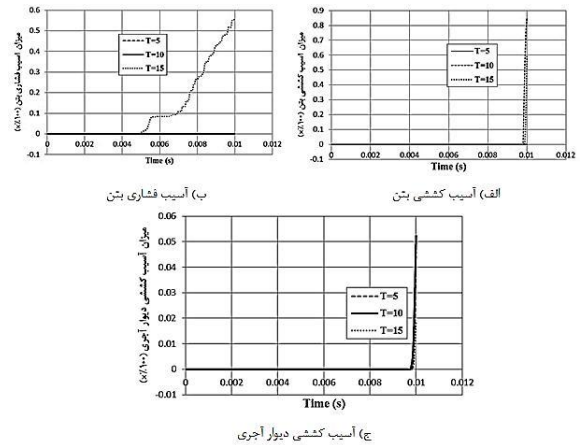 0.6
0.5
0.4
0.3
0.2
0.1
0
-0.1
0 0.002 0.004 0.006 0.008 0.01 0.012
Time (s)
میزان آسیب فشاری بتن (×٪۱۰۰)
T=5
T=10
T=15
ب) آسیب فشاری بتن
0.9
0.8
0.7
0.6
0.5
0.4
0.3
0.2
0.1
0
-0.1
0 0.002 0.004 0.006 0.008 0.01 0.012
Time (s)
میزان آسیب کششی بتن (×٪۱۰۰)
T=5
T=10
T=15
الف) آسیب کششی بتن
0.06
0.05
0.04
0.03
0.02
0.01
0
-0.01
0 0.002 0.004 0.006 0.008 0.01 0.012
Time (s)
میزان آسیب کششی دیوار آجری (×٪۱۰۰)
T=5
T=10
T=15
ج) آسیب کششی دیوار آجری